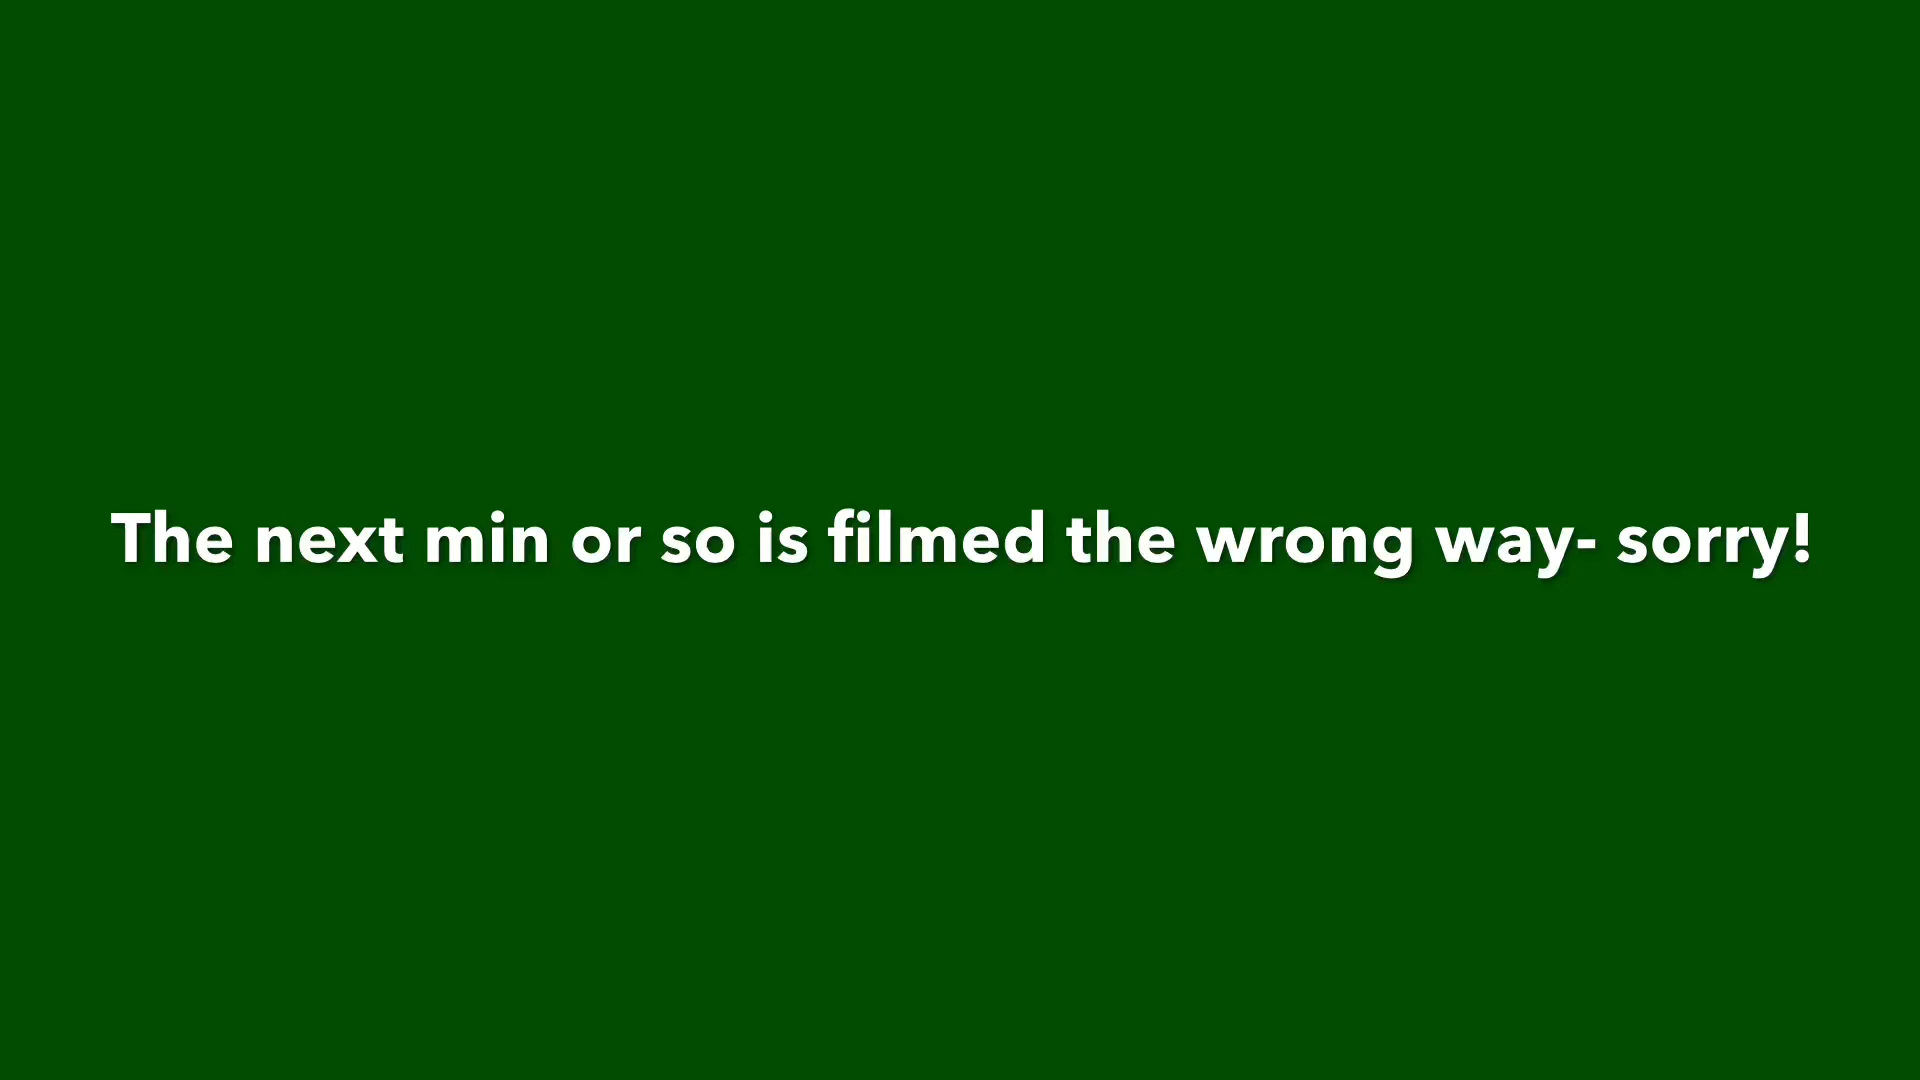 The next min or so is filmed the wrong way- sorry!